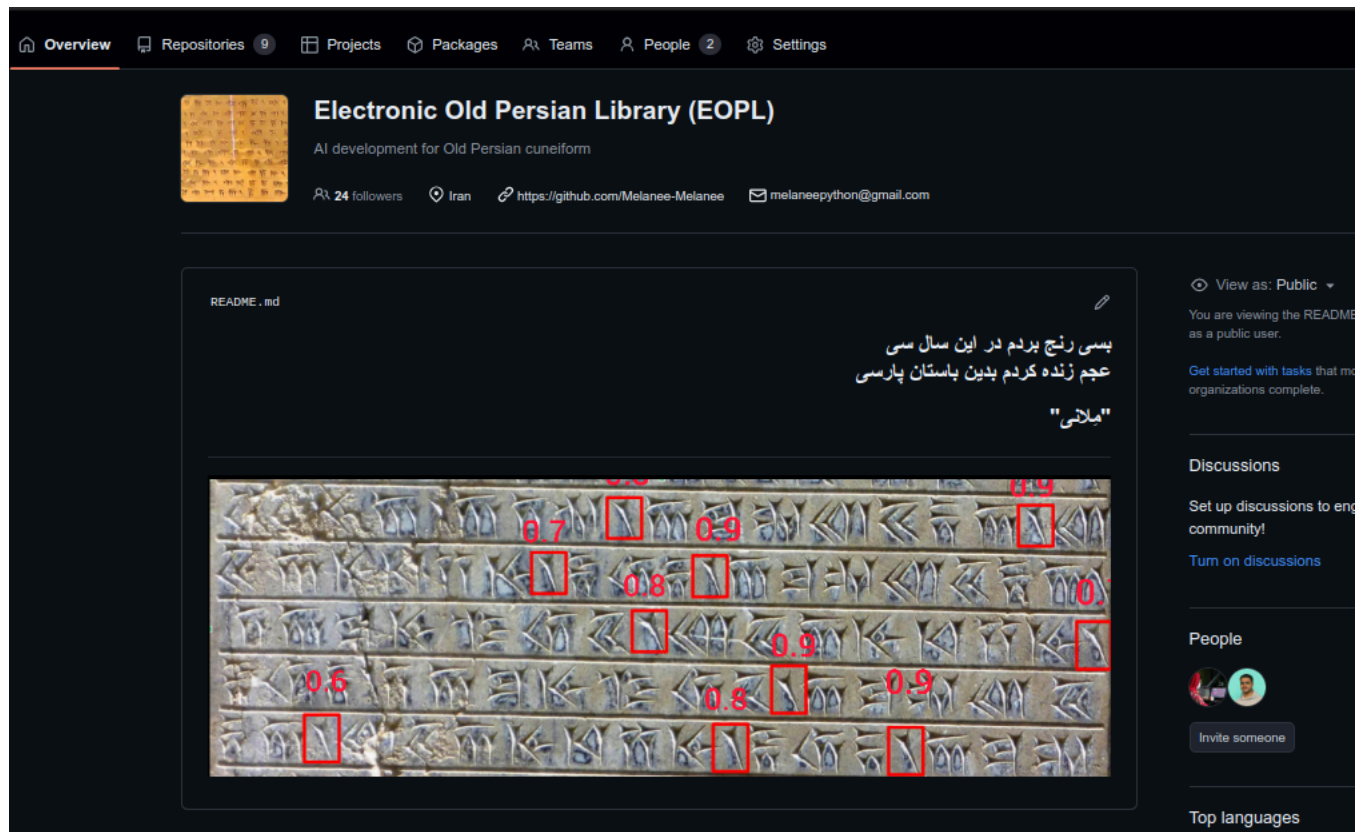 Overview Repositories 9 Projects Packages Teams People 2 Settings
Electronic Old Persian Library (EOPL)
AI development for Old Persian cuneiform
24 followers Iran https://github.com/Melanee-Melanee melaneepython@gmail.com
README.md
بسی رنج بردم در این سال سی
عجم زنده کردم بدین باستان پارسی
"مِلانی"
0.9
0.7 0.9
0.8
0.9
0.6 0.8 0.9
View as: Public
You are viewing the README
as a public user.
Get started with tasks that
organizations complete.
Discussions
Set up discussions to
community!
Turn on discussions
People
Invite someone
Top languages